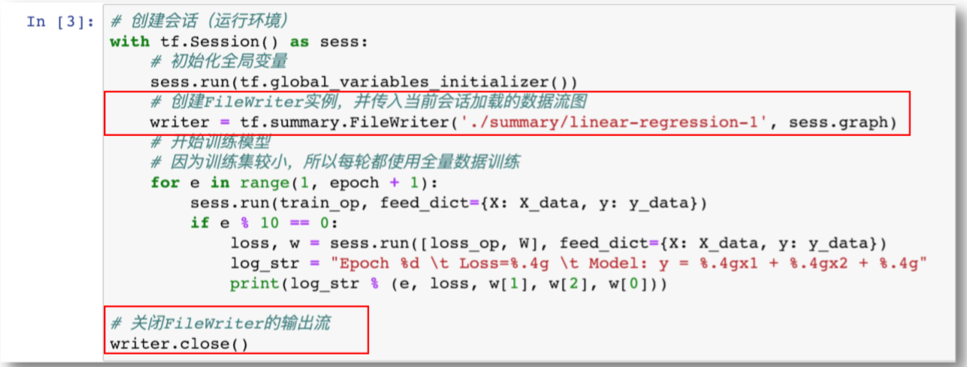 In [3]: # 创建会话（运行环境）
with tf.Session() as sess:
    # 初始化全局变量
    sess.run(tf.global_variables_initializer())
    # 创建FileWriter实例，并传入当前会话加载的数据流图
    writer = tf.summary.FileWriter('./summary/linear-regression-1', sess.graph)
    # 开始训练模型
    # 因为训练集较小，所以每轮都使用全量数据训练
    for e in range(1, epoch + 1):
        sess.run(train_op, feed_dict={X: X_data, y: y_data})
        if e % 10 == 0:
            loss, w = sess.run([loss_op, W], feed_dict={X: X_data, y: y_data})
            log_str = "Epoch %d \t Loss=%.4g \t Model: y = %.4gx1 + %.4gx2 + %.4g"
            print(log_str % (e, loss, w[1], w[2], w[0]))
# 关闭FileWriter的输出流
writer.close()